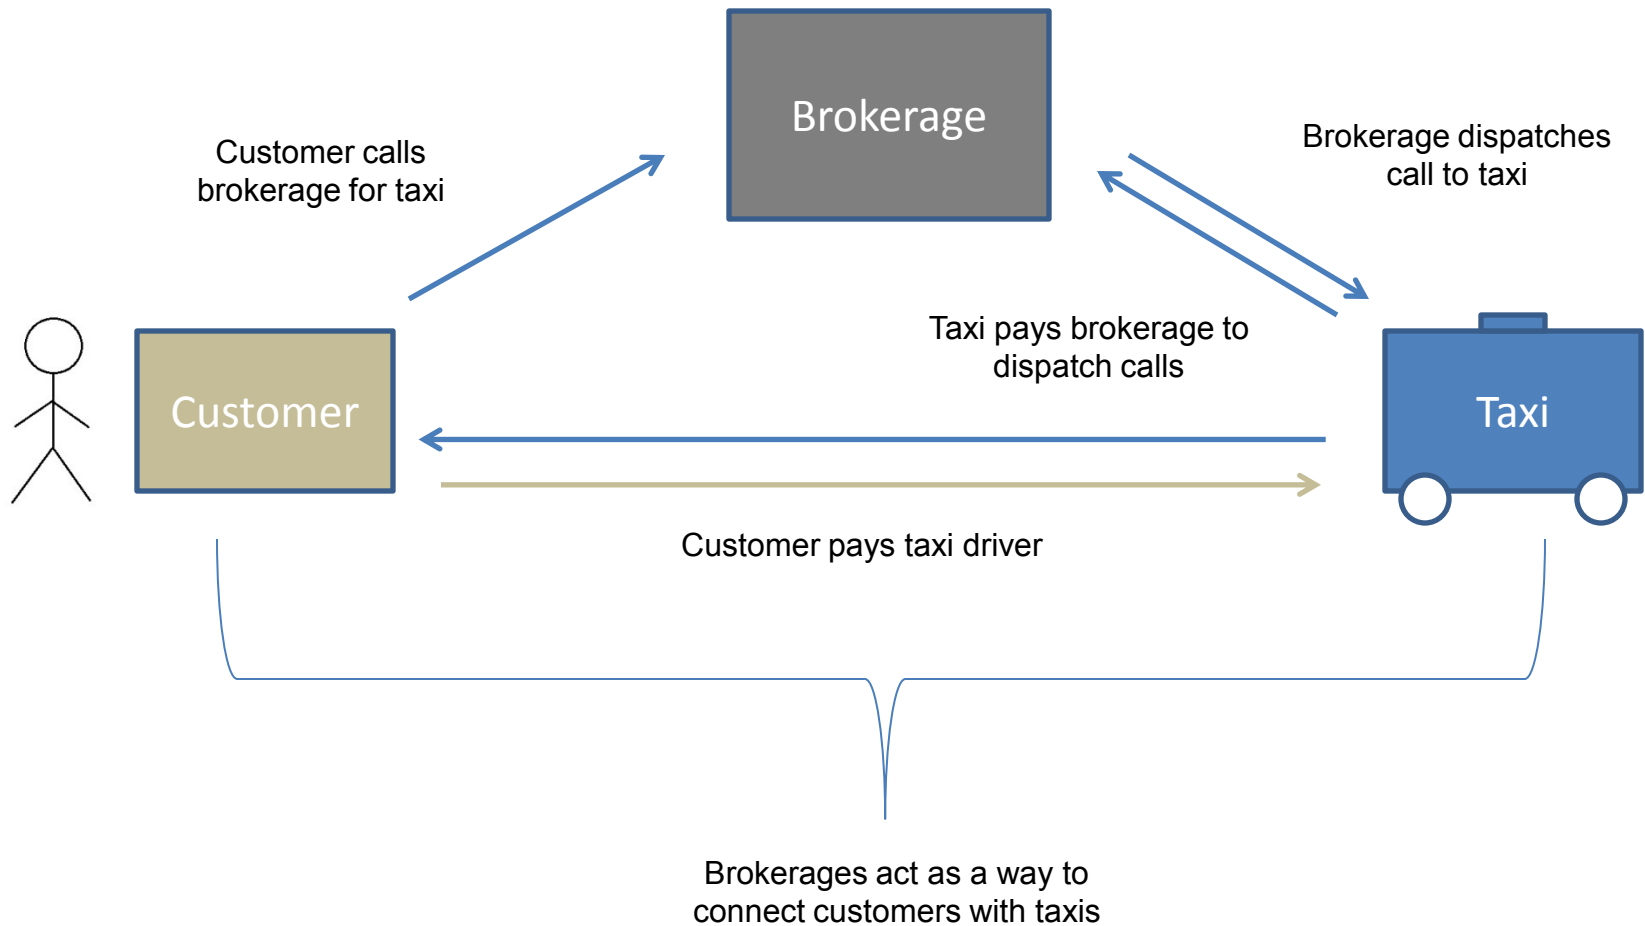 Brokerage
Customer calls
brokerage for taxi
Brokerage dispatches
call to taxi
Taxi pays brokerage to
dispatch calls
Customer
Taxi
Customer pays taxi driver
Brokerages act as a way to
connect customers with taxis